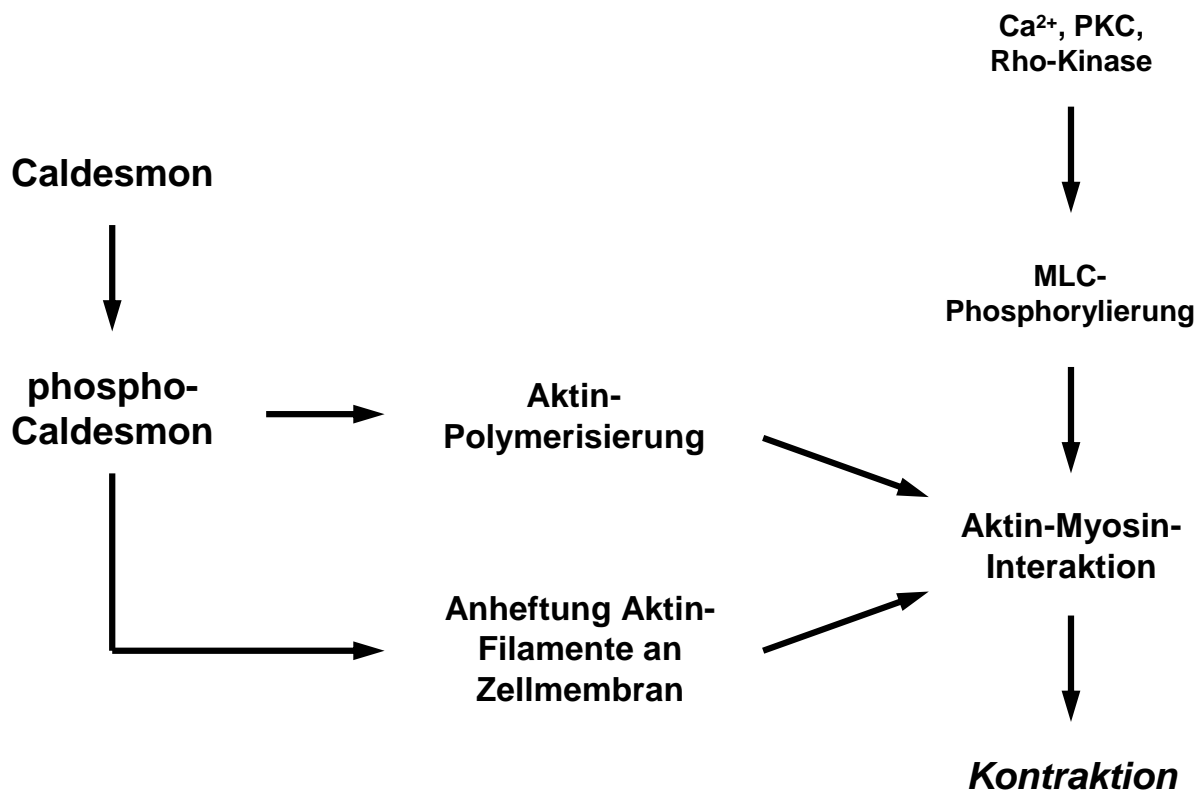 Ca²⁺, PKC,
Rho-Kinase
Caldesmon
MLC-
Phosphorylierung
phospho-
Caldesmon
Aktin-
Polymerisierung
Aktin-Myosin-
Interaktion
Anheftung Aktin-
Filamente an
Zellmembran
Kontraktion